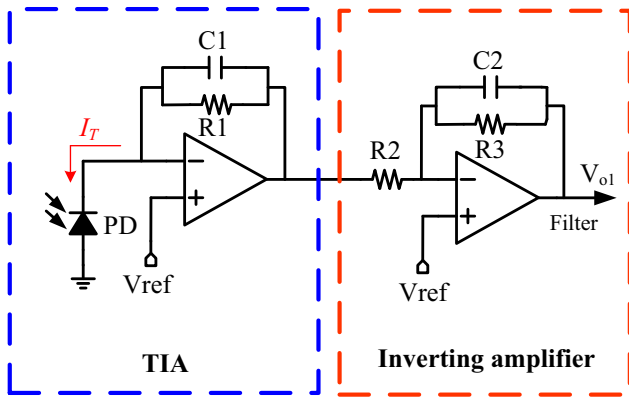 C1
R1
I_T
PD
Vref
TIA
C2
R2
R3
V_o1
Filter
Vref
Inverting amplifier